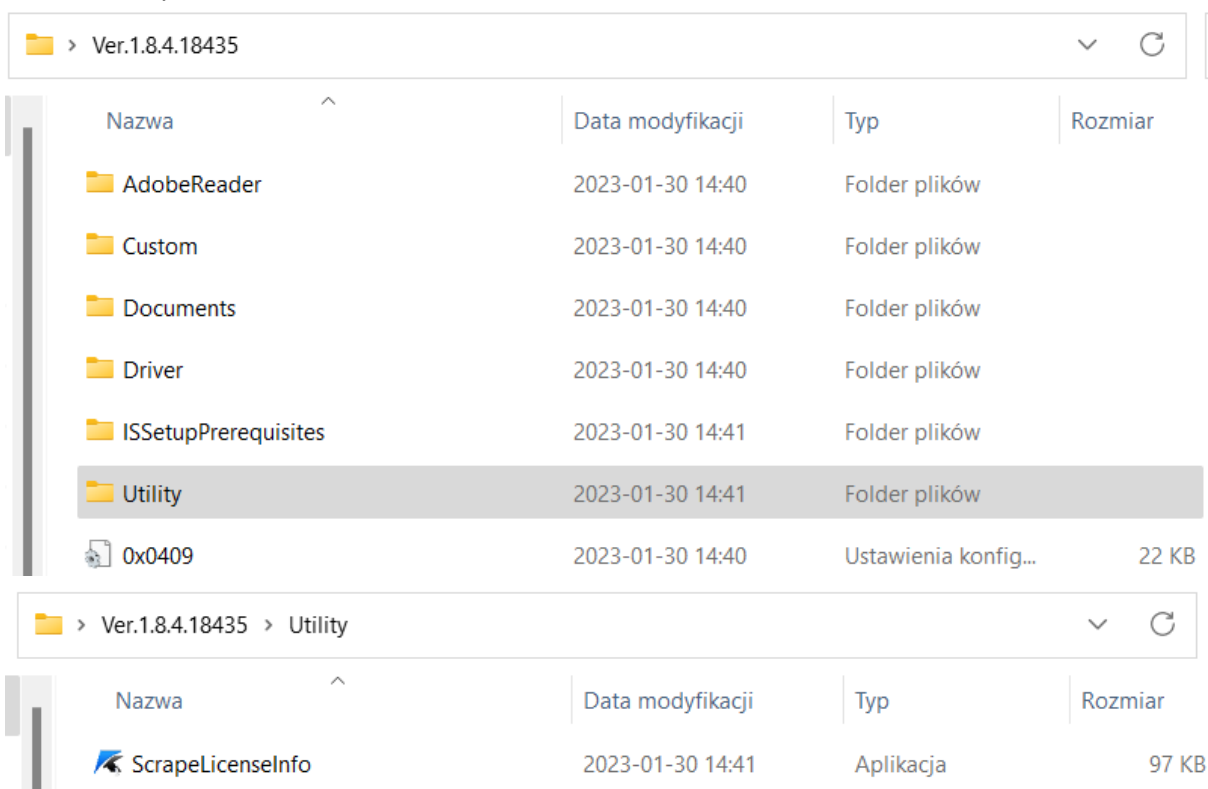 Ver.1.8.4.18435
Nazwa Data modyfikacji Typ Rozmiar
AdobeReader 2023-01-30 14:40 Folder plików
Custom 2023-01-30 14:40 Folder plików
Documents 2023-01-30 14:40 Folder plików
Driver 2023-01-30 14:40 Folder plików
ISSetupPrerequisites 2023-01-30 14:41 Folder plików
Utility 2023-01-30 14:41 Folder plików
0x0409 2023-01-30 14:40 Ustawienia konfig... 22 KB
Ver.1.8.4.18435 > Utility
Nazwa Data modyfikacji Typ Rozmiar
ScrapeLicenseInfo 2023-01-30 14:41 Aplikacja 97 KB